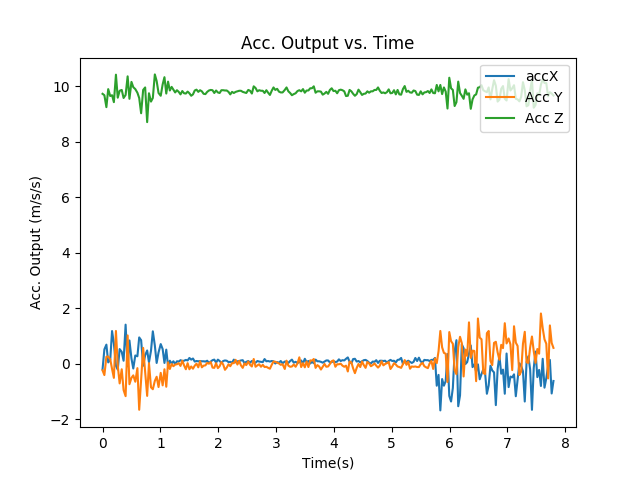 Acc. Output vs. Time
accX
Acc Y
Acc Z
Acc. Output (m/s/s)
10
8
6
4
2
0
−2
0 1 2 3 4 5 6 7 8
Time(s)